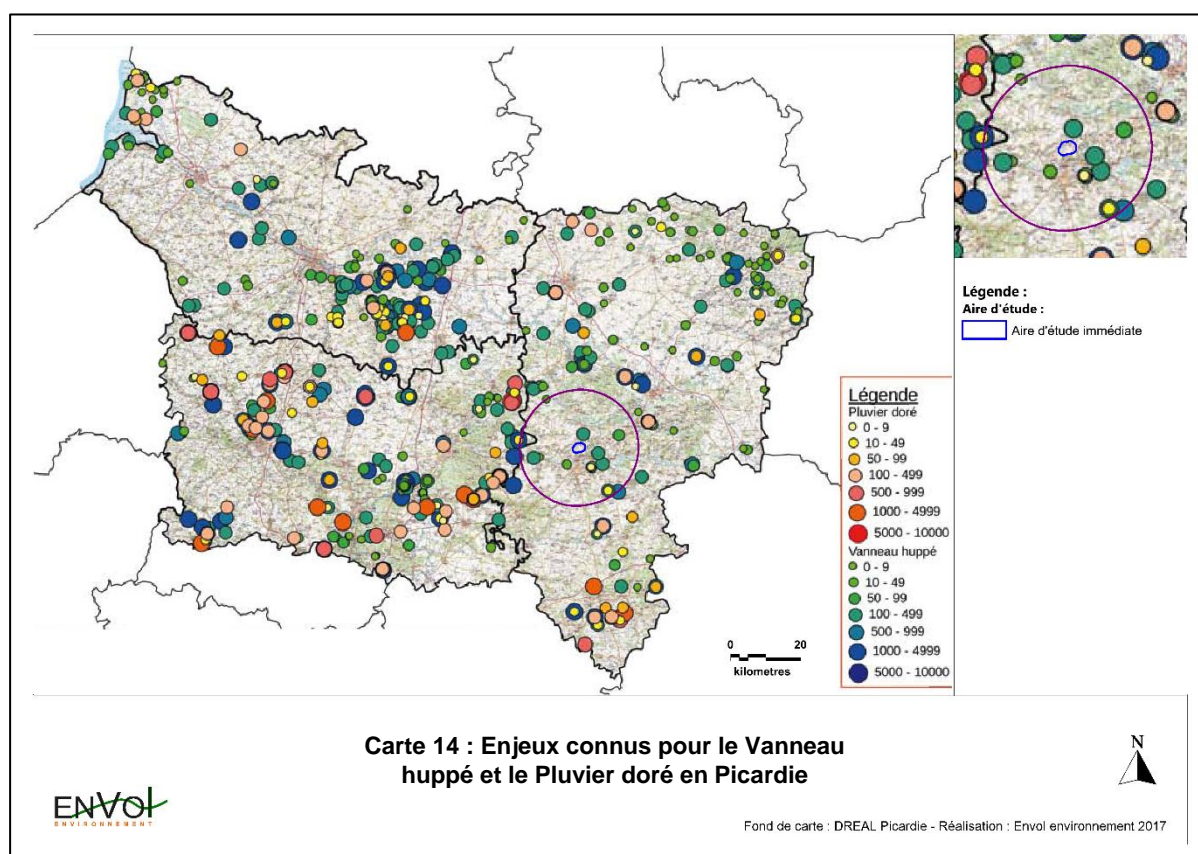 Légende :
Aire d'étude :
Aire d'étude immédiate
Légende
Pluvier doré
0 - 9
10 - 49
50 - 99
100 - 499
500 - 999
1000 - 4999
5000 - 10000
Vanneau huppé
0 - 9
10 - 49
50 - 99
100 - 499
500 - 999
1000 - 4999
5000 - 10000
0 20
kilometres
Carte 14 : Enjeux connus pour le Vanneau
huppé et le Pluvier doré en Picardie
N
ENVOl
ENVIRONNEMENT
Fond de carte : DREAL Picardie - Réalisation : Envol environnement 2017